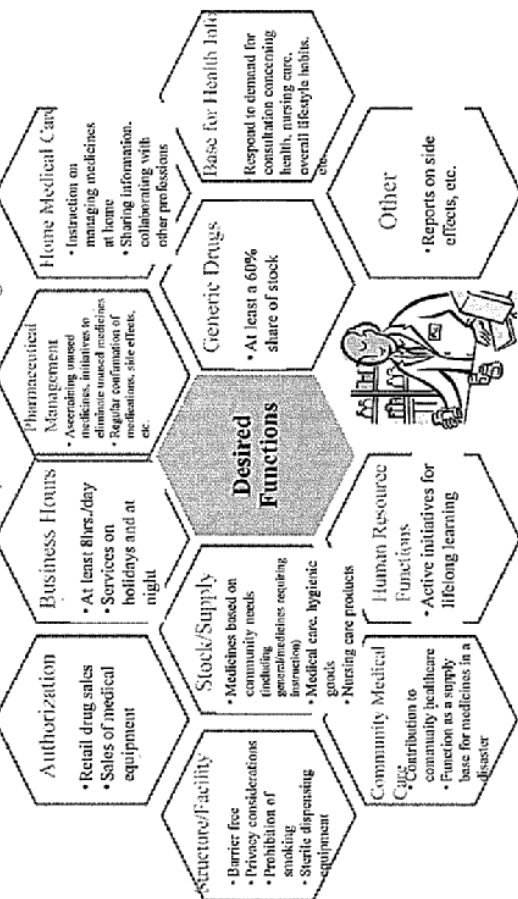 Authorization
• Retail drug sales
• Sales of medical
equipment
Business Hours
• At least 8hrs./day
• Services on
holidays and at
night
Pharmaceutical
Management
• Ascertaining unused
medicines, initiatives to
eliminate unused medicines
• Regular confirmation of
medications, side effects,
etc.
Home Medical Care
• Instruction on
managing medicines
at home
• Sharing information,
collaborating with
other professions
Structure/Facility
• Barrier free
• Privacy considerations
• Prohibition of
smoking
• Sterile dispensing
equipment
Stock/Supply
• Medicines based on
community needs
(including
general/medicines requiring
instruction)
• Medical care, hygienic
goods
• Nursing care products
Desired
Functions
Generic Drugs
• At least a 60%
share of stock
Base for Health Info
• Respond to demand for
consultation concerning
health, nursing care,
overall lifestyle habits,
etc.
Community Medical
Care
• Contribution to
community healthcare
• Function as a supply
base for medicines in a
disaster
Human Resource
Functions
• Active initiatives for
lifelong learning
Other
• Reports on side
effects, etc.